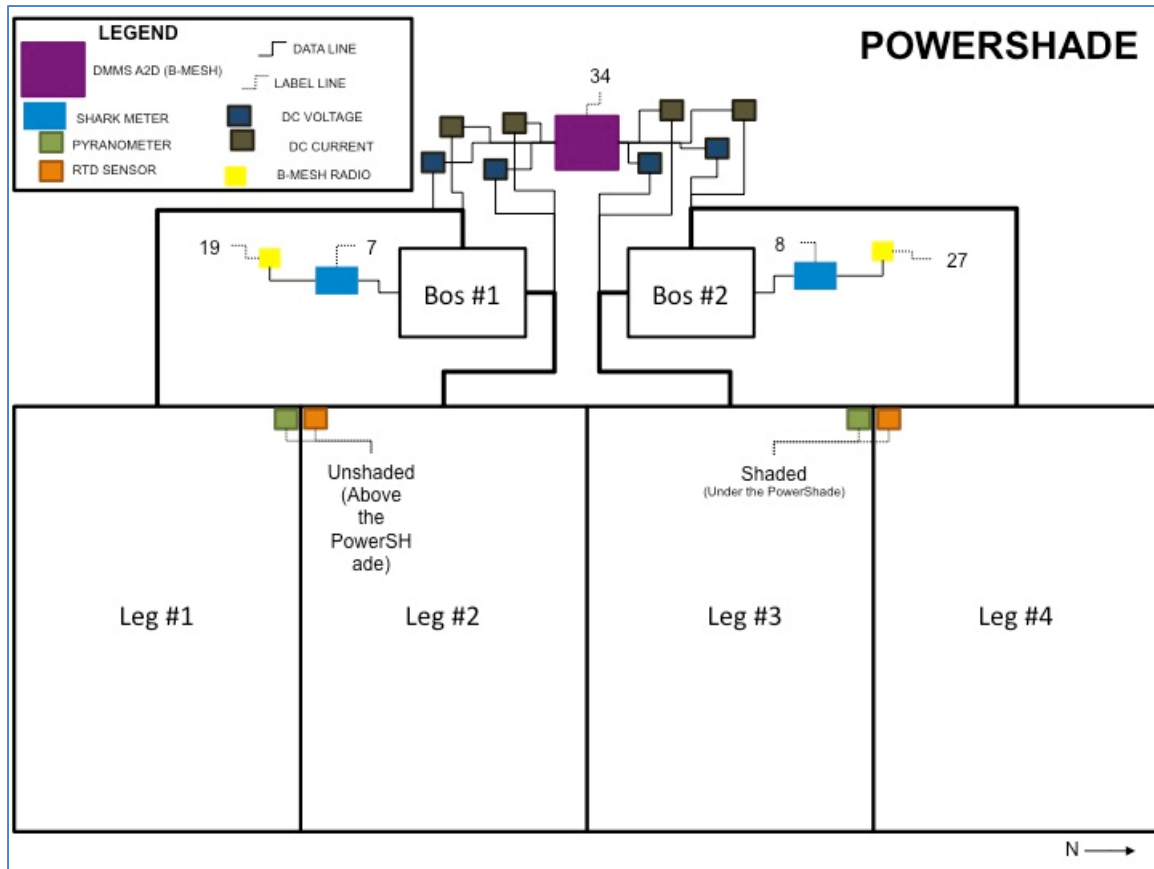 LEGEND
DMMS A2D (B-MESH)
DATA LINE
LABEL LINE
SHARK METER
DC VOLTAGE
PYRANOMETER
DC CURRENT
RTD SENSOR
B-MESH RADIO
POWERSHADE
34
19
7
8
27
Bos #1
Bos #2
Unshaded
(Above
the
PowerSH
ade)
Shaded
(Under the PowerShade)
Leg #1
Leg #2
Leg #3
Leg #4
N